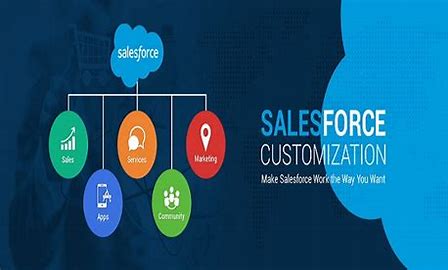 salesforce
Sales
Services
Marketing
Apps
Community
SALESFORCE
CUSTOMIZATION
Make Salesforce Work the Way You Want